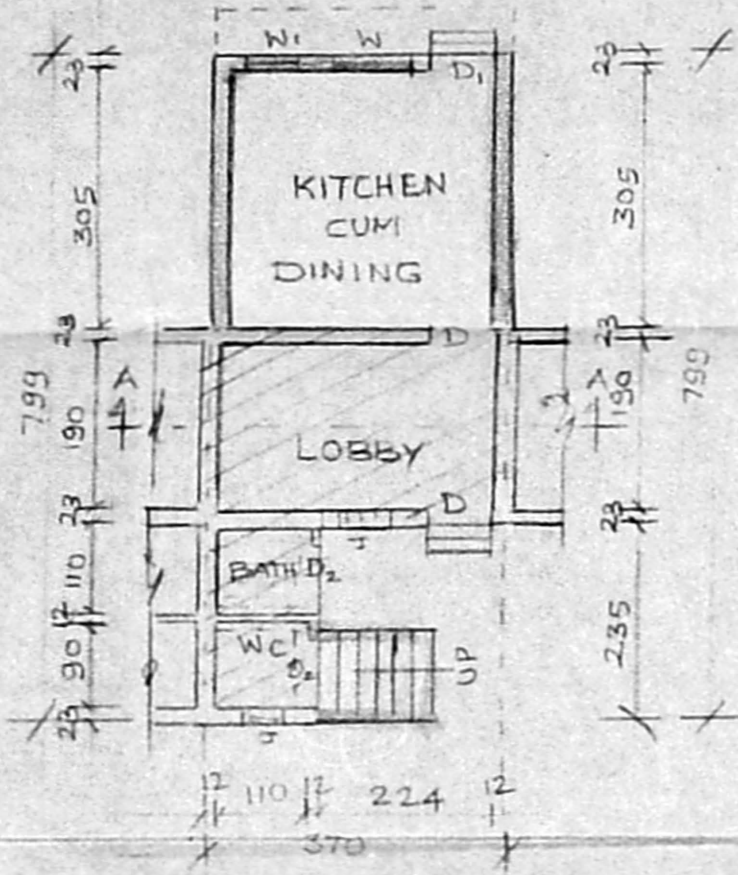 W1 W
D1
23 23
305 305
KITCHEN
CUM
DINING
23 23
D
799 799
A A
190 190
LOBBY
D
23 23
J
110
BATH D2
12
235
WC
D2
90
UP
23
J
12 110 12 224 12
370